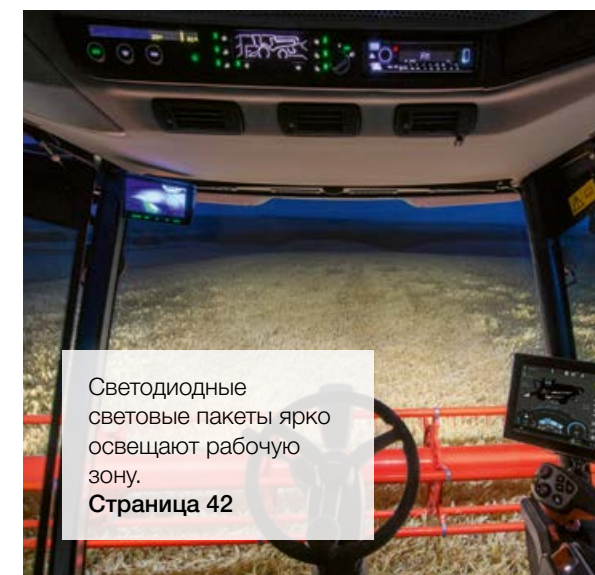 Светодиодные
световые пакеты ярко
освещают рабочую
зону.
Страница 42